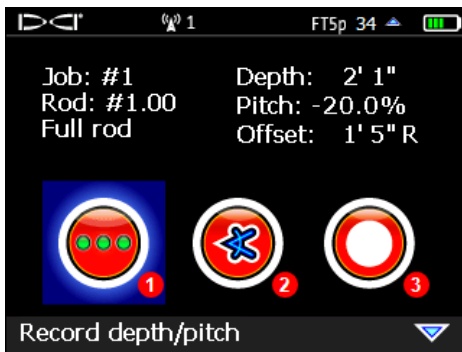 DCI 1 FT5p 34
Job: #1
Rod: #1.00
Full rod
Depth: 2' 1"
Pitch: -20.0%
Offset: 1' 5" R
1 2 3
Record depth/pitch